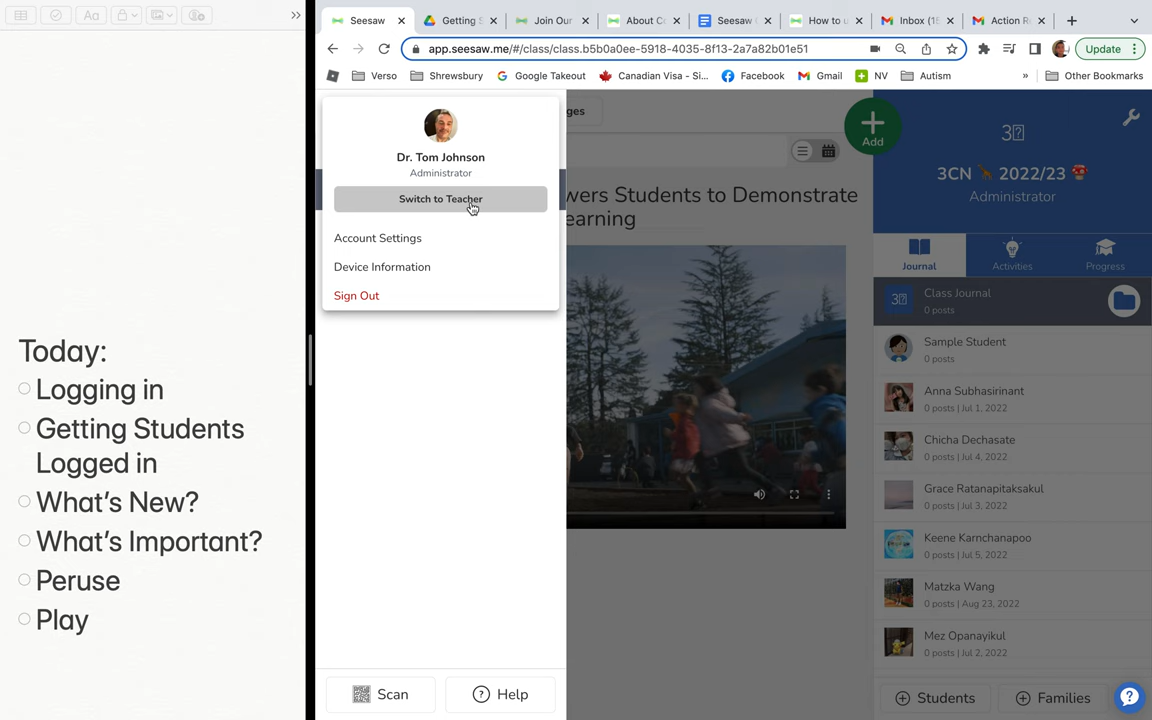 Today:
Logging in
Getting Students
Logged in
What's New?
What's Important?
Peruse
Play
Aa
Seesaw
Getting S
Join Our
About C
Seesaw
How to u
Inbox (15
Action R
app.seesaw.me/#/class/class.b5b0a0ee-5918-4035-8f13-2a7a82b01e51
Update
Verso
Shrewsbury
Google Takeout
Canadian Visa - Si...
Facebook
Gmail
NV
Autism
Other Bookmarks
Dr. Tom Johnson
Administrator
Switch to Teacher
Account Settings
Device Information
Sign Out
Scan
Help
ges
wers Students to Demonstrate
earning
Add
3
3CN 2022/23
Administrator
Journal
Activities
Progress
3
Class Journal
0 posts
Sample Student
0 posts
Anna Subhasirinant
0 posts | Jul 1, 2022
Chicha Dechasate
0 posts | Jul 4, 2022
Grace Ratanapitaksakul
0 posts | Jul 3, 2022
Keene Karnchanapoo
0 posts | Jul 5, 2022
Matzka Wang
0 posts | Aug 23, 2022
Mez Opanayikul
0 posts | Jul 2, 2022
Students
Families